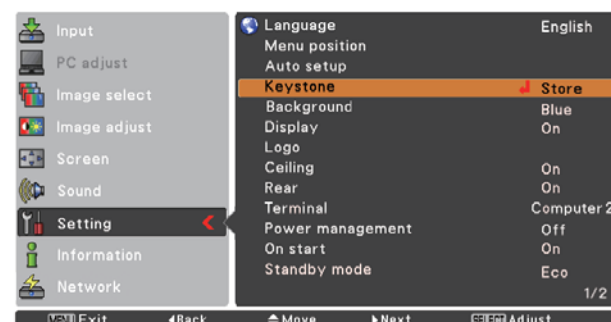 Input
PC adjust
Image select
Image adjust
Screen
Sound
Setting
Information
Network
Language English
Menu position
Auto setup
Keystone Store
Background Blue
Display On
Logo
Ceiling On
Rear On
Terminal Computer 2
Power management Off
On start On
Standby mode Eco
1/2
MENU Exit ◀Back ▲Move ▶Next SELECT Adjust